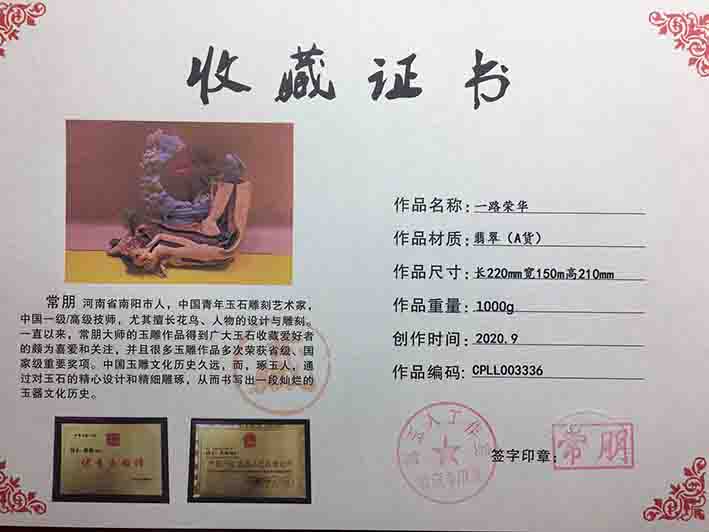 收藏证书
作品名称: 一路荣华
作品材质: 翡翠（A货）
作品尺寸: 长220mm宽150m高210mm
作品重量: 1000g
创作时间: 2020.9
作品编码: CPLL003336
常朋 河南省南阳市人，中国青年玉石雕刻艺术家，
中国一级/高级技师，尤其擅长花鸟、人物的设计与雕刻。
一直以来，常朋大师的玉雕作品得到广大玉石收藏爱好者
的颇为喜爱和关注，并且很多玉雕作品多次荣获省级、国
家级重要奖项。中国玉雕文化历史久远，而，琢玉人，通
过对玉石的精心设计和精细雕琢，从而书写出一段灿烂的
玉器文化历史。
签字印章:
常朋